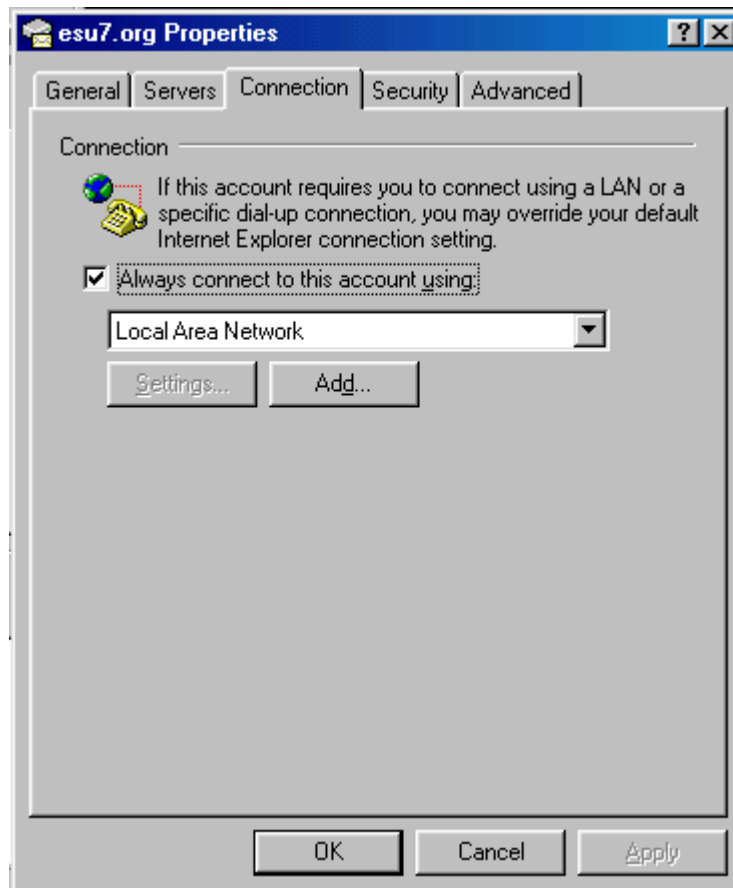 esu7.org Properties
General Servers Connection Security Advanced
Connection
If this account requires you to connect using a LAN or a
specific dial-up connection, you may override your default
Internet Explorer connection setting.
Always connect to this account using:
Local Area Network
Settings... Add...
OK Cancel Apply